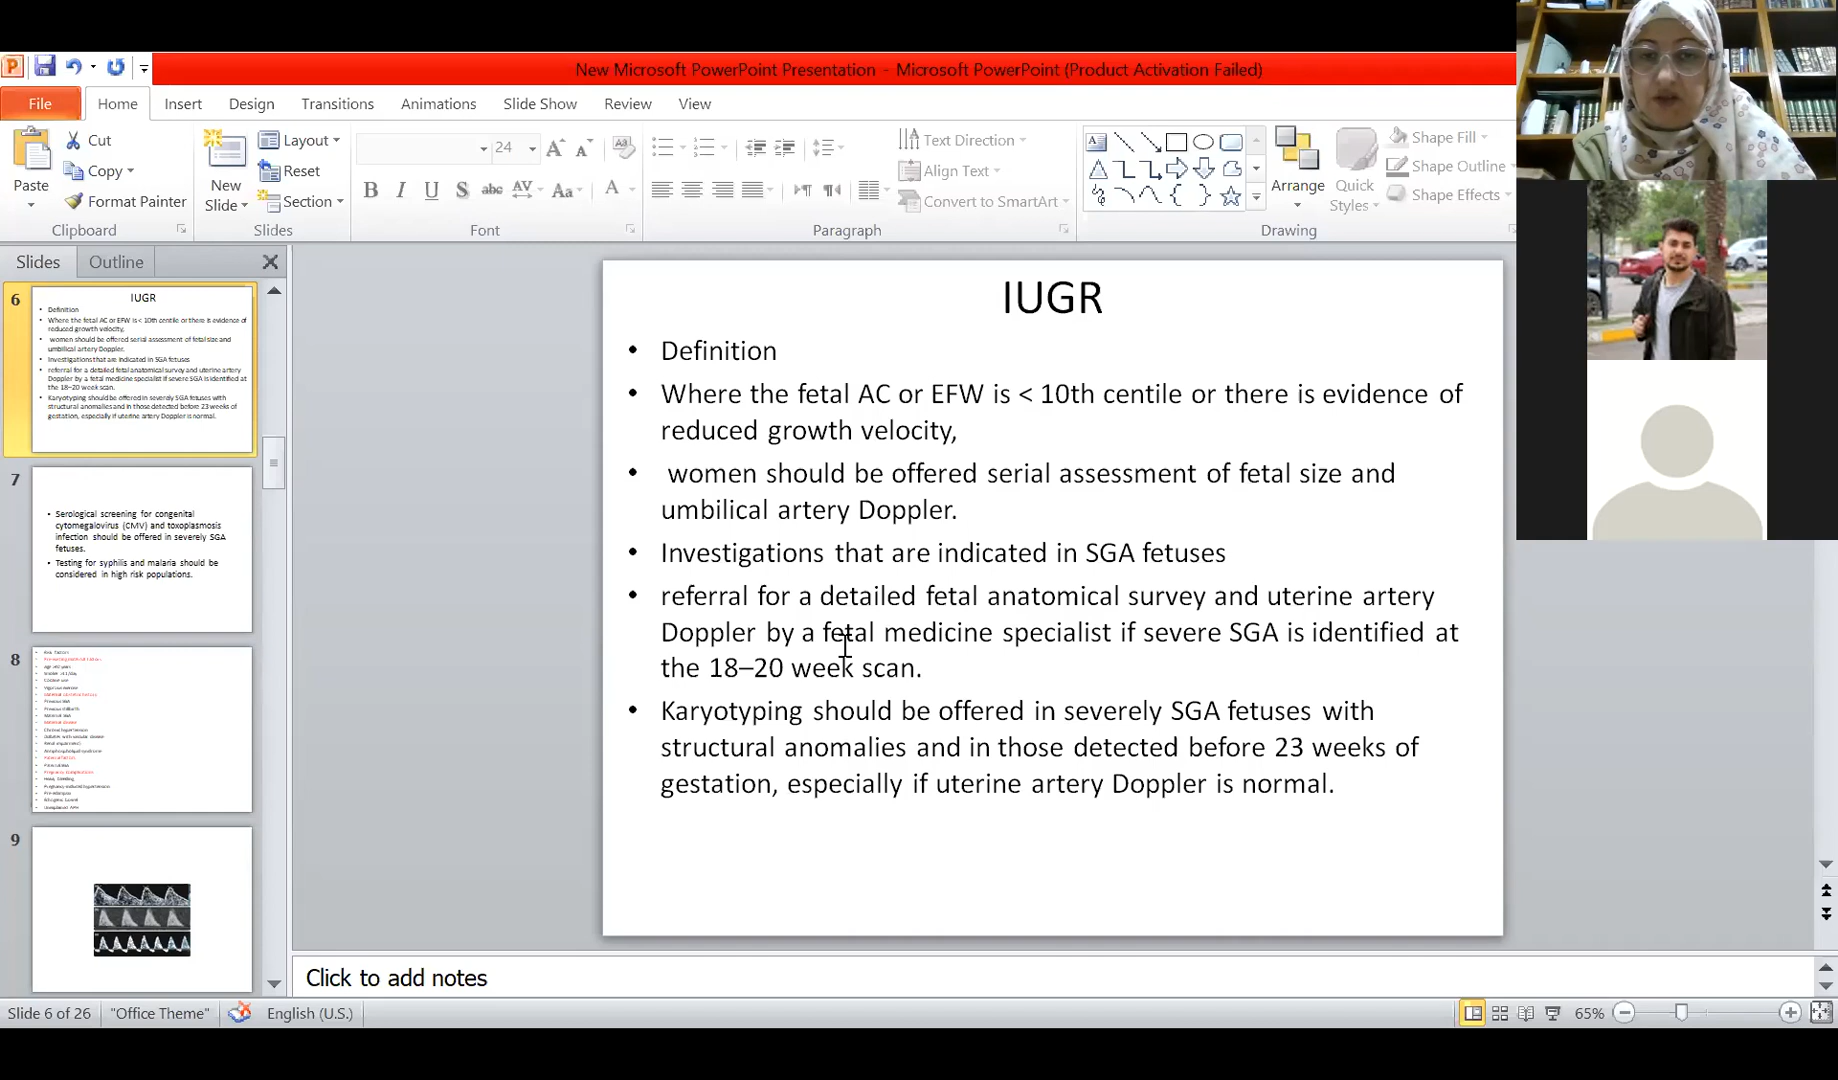 New Microsoft PowerPoint Presentation - Microsoft PowerPoint (Product Activation Failed)
File Home Insert Design Transitions Animations Slide Show Review View
Paste
Cut
Copy
Format Painter
Clipboard
New Slide
Layout
Reset
Section
Slides
24
B I U S abc AV Aa A
Font
Text Direction
Align Text
Convert to SmartArt
Paragraph
Arrange
Quick Styles
Shape Fill
Shape Outline
Shape Effects
Drawing
Slides Outline
6
IUGR
• Definition
• Where the fetal AC or EFW is < 10th centile or there is evidence of
reduced growth velocity,
• women should be offered serial assessment of fetal size and
umbilical artery Doppler.
• Investigations that are indicated in SGA fetuses
• referral for a detailed fetal anatomical survey and uterine artery
Doppler by a fetal medicine specialist if severe SGA is identified at
the 18–20 week scan.
• Karyotyping should be offered in severely SGA fetuses with
structural anomalies and in those detected before 23 weeks of
gestation, especially if uterine artery Doppler is normal.
7
• Serological screening for congenital
cytomegalovirus (CMV) and toxoplasmosis
infection should be offered in severely SGA
fetuses.
• Testing for syphilis and malaria should be
considered in high risk populations.
8
9
IUGR
• Definition
• Where the fetal AC or EFW is < 10th centile or there is evidence of
reduced growth velocity,
• women should be offered serial assessment of fetal size and
umbilical artery Doppler.
• Investigations that are indicated in SGA fetuses
• referral for a detailed fetal anatomical survey and uterine artery
Doppler by a fetal medicine specialist if severe SGA is identified at
the 18–20 week scan.
• Karyotyping should be offered in severely SGA fetuses with
structural anomalies and in those detected before 23 weeks of
gestation, especially if uterine artery Doppler is normal.
Click to add notes
Slide 6 of 26 "Office Theme" English (U.S.) 65%